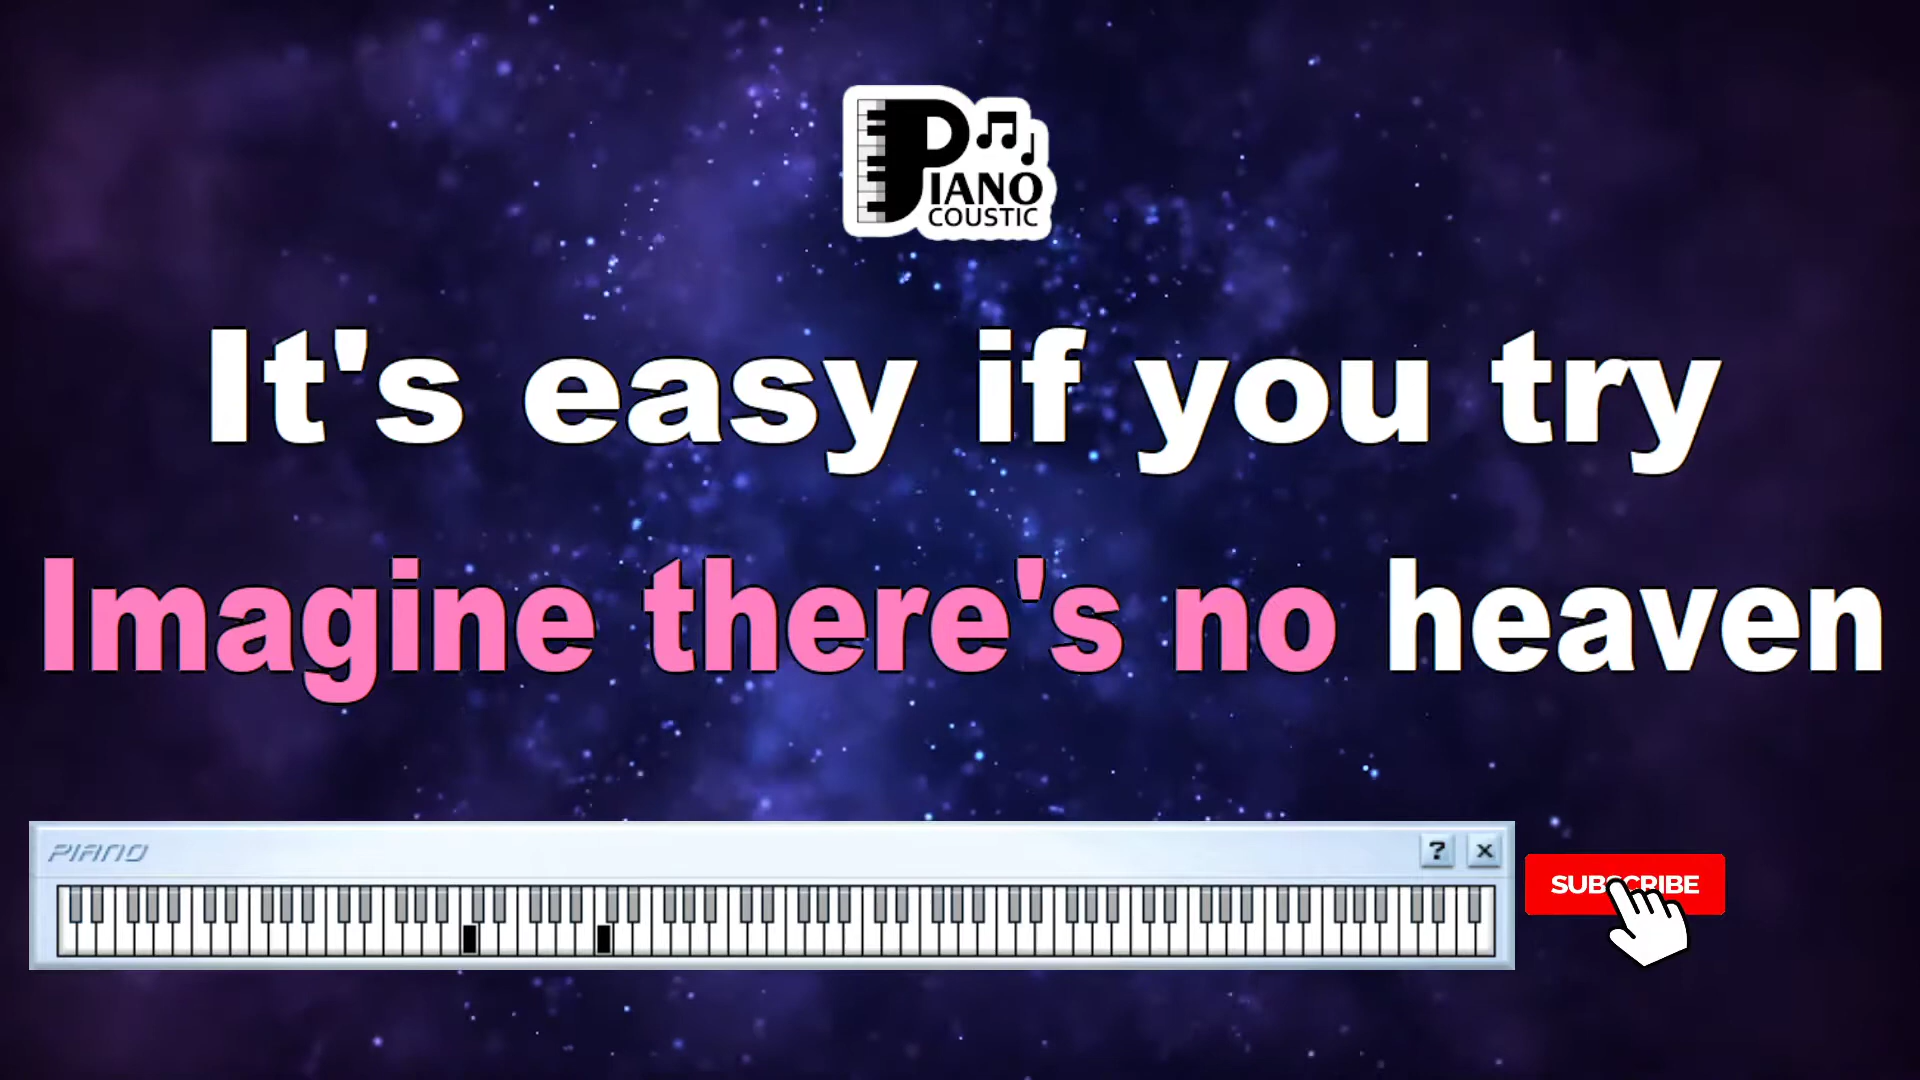 PIANO
COUSTIC
It's easy if you try
Imagine there's no heaven
PIANO
? X
SUBSCRIBE